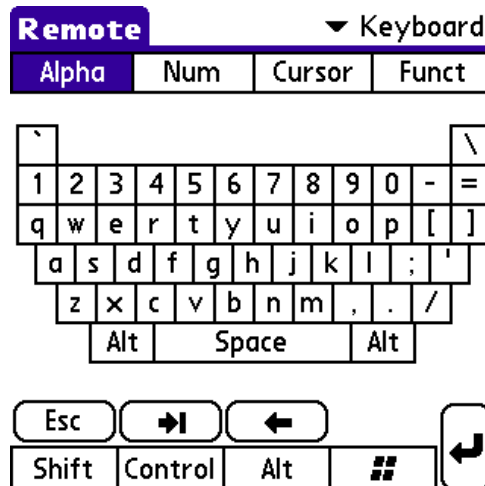 Remote ▼ Keyboard
Alpha Num Cursor Funct
` \
1 2 3 4 5 6 7 8 9 0 - =
q w e r t y u i o p [ ]
a s d f g h j k l ; '
z x c v b n m , . /
Alt Space Alt
Esc
Shift Control Alt